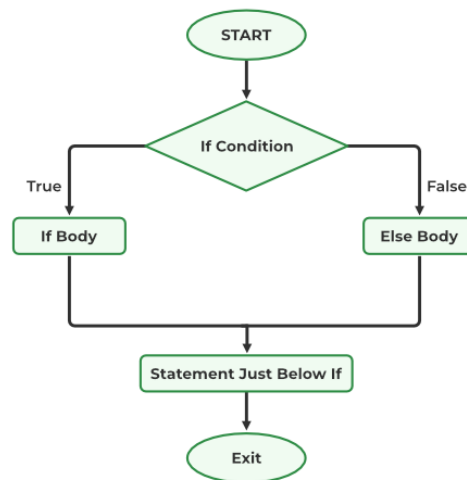 START
If Condition
True
False
If Body
Else Body
Statement Just Below If
Exit